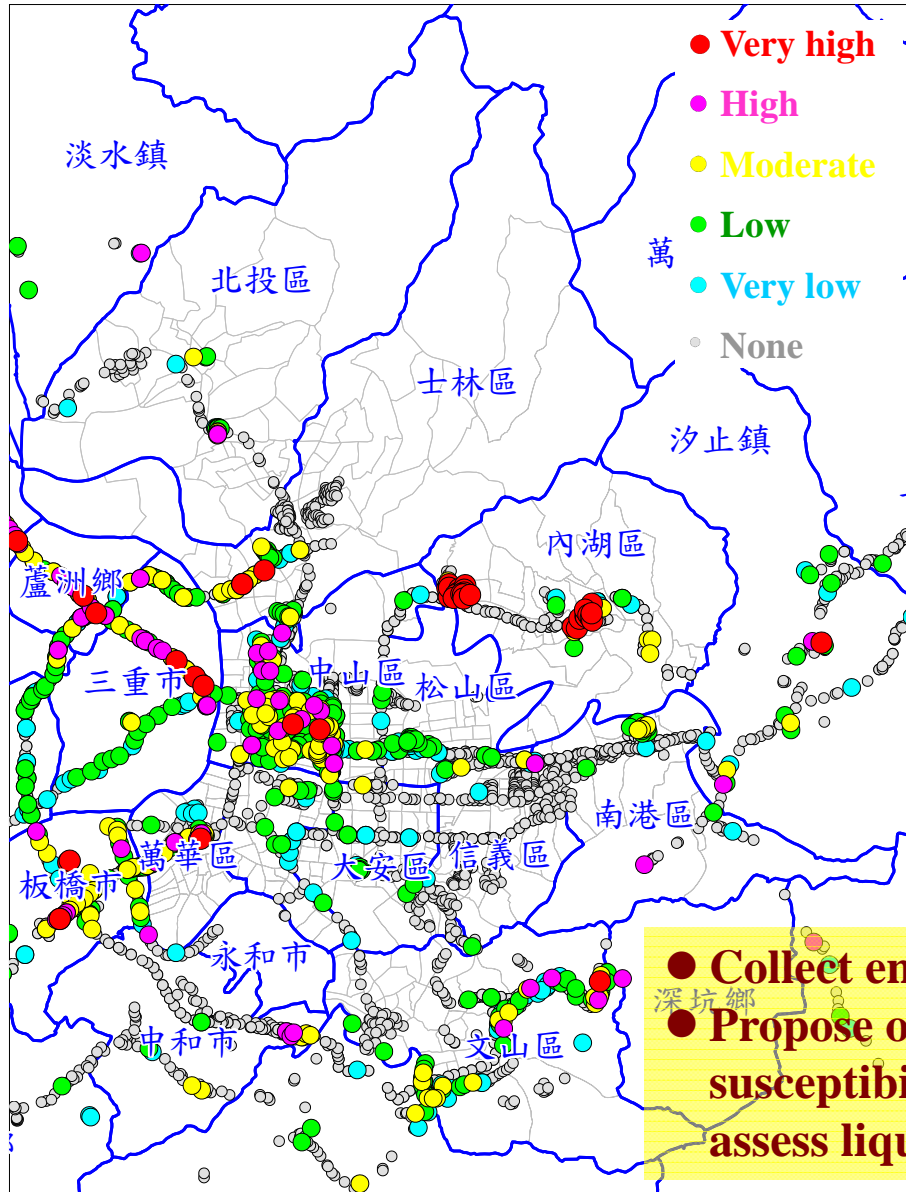 Very high
High
淡水鎮
Moderate
Low
萬
北投區
Very low
None
士林區
汐止鎮
內湖區
蘆洲鄉
中山區
三重市
松山區
南港區
萬華區
大安區
信義區
板橋市
永和市
Collect en
深坑鄉
Propose o
中和市
文山區
susceptibi
assess liqu